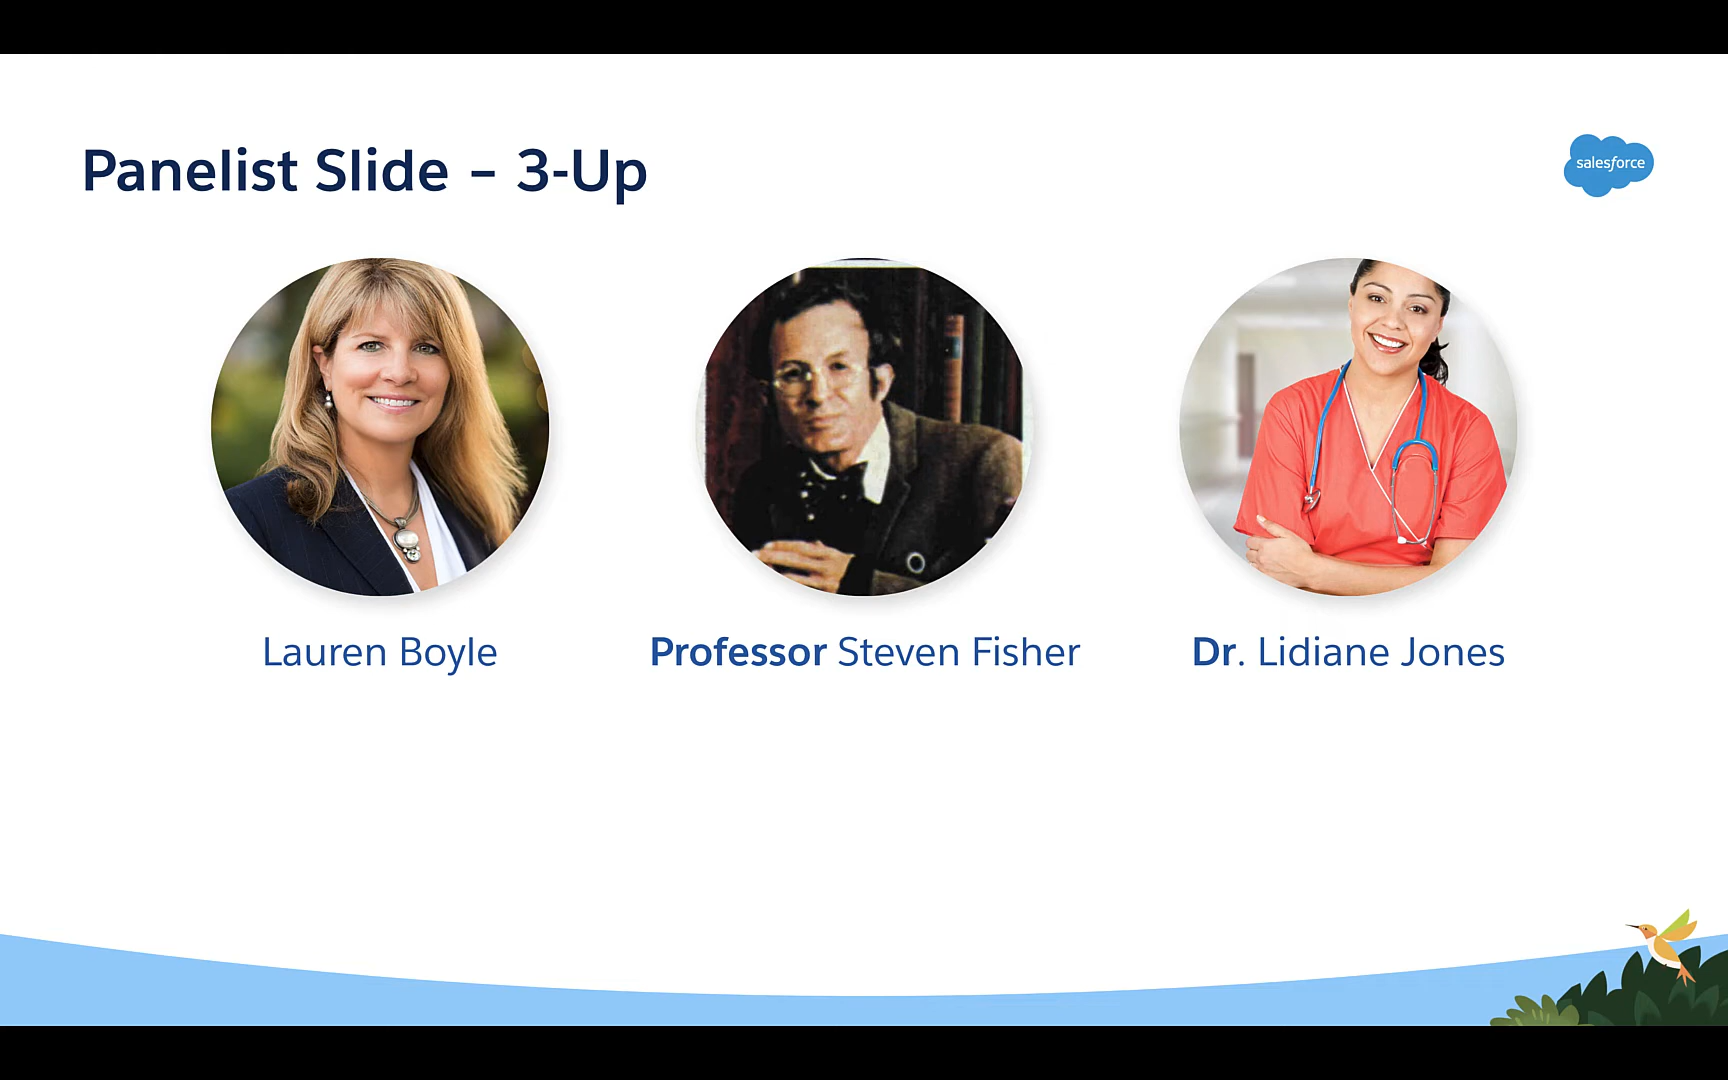 Panelist Slide – 3-Up
salesforce
Lauren Boyle
Professor Steven Fisher
Dr. Lidiane Jones